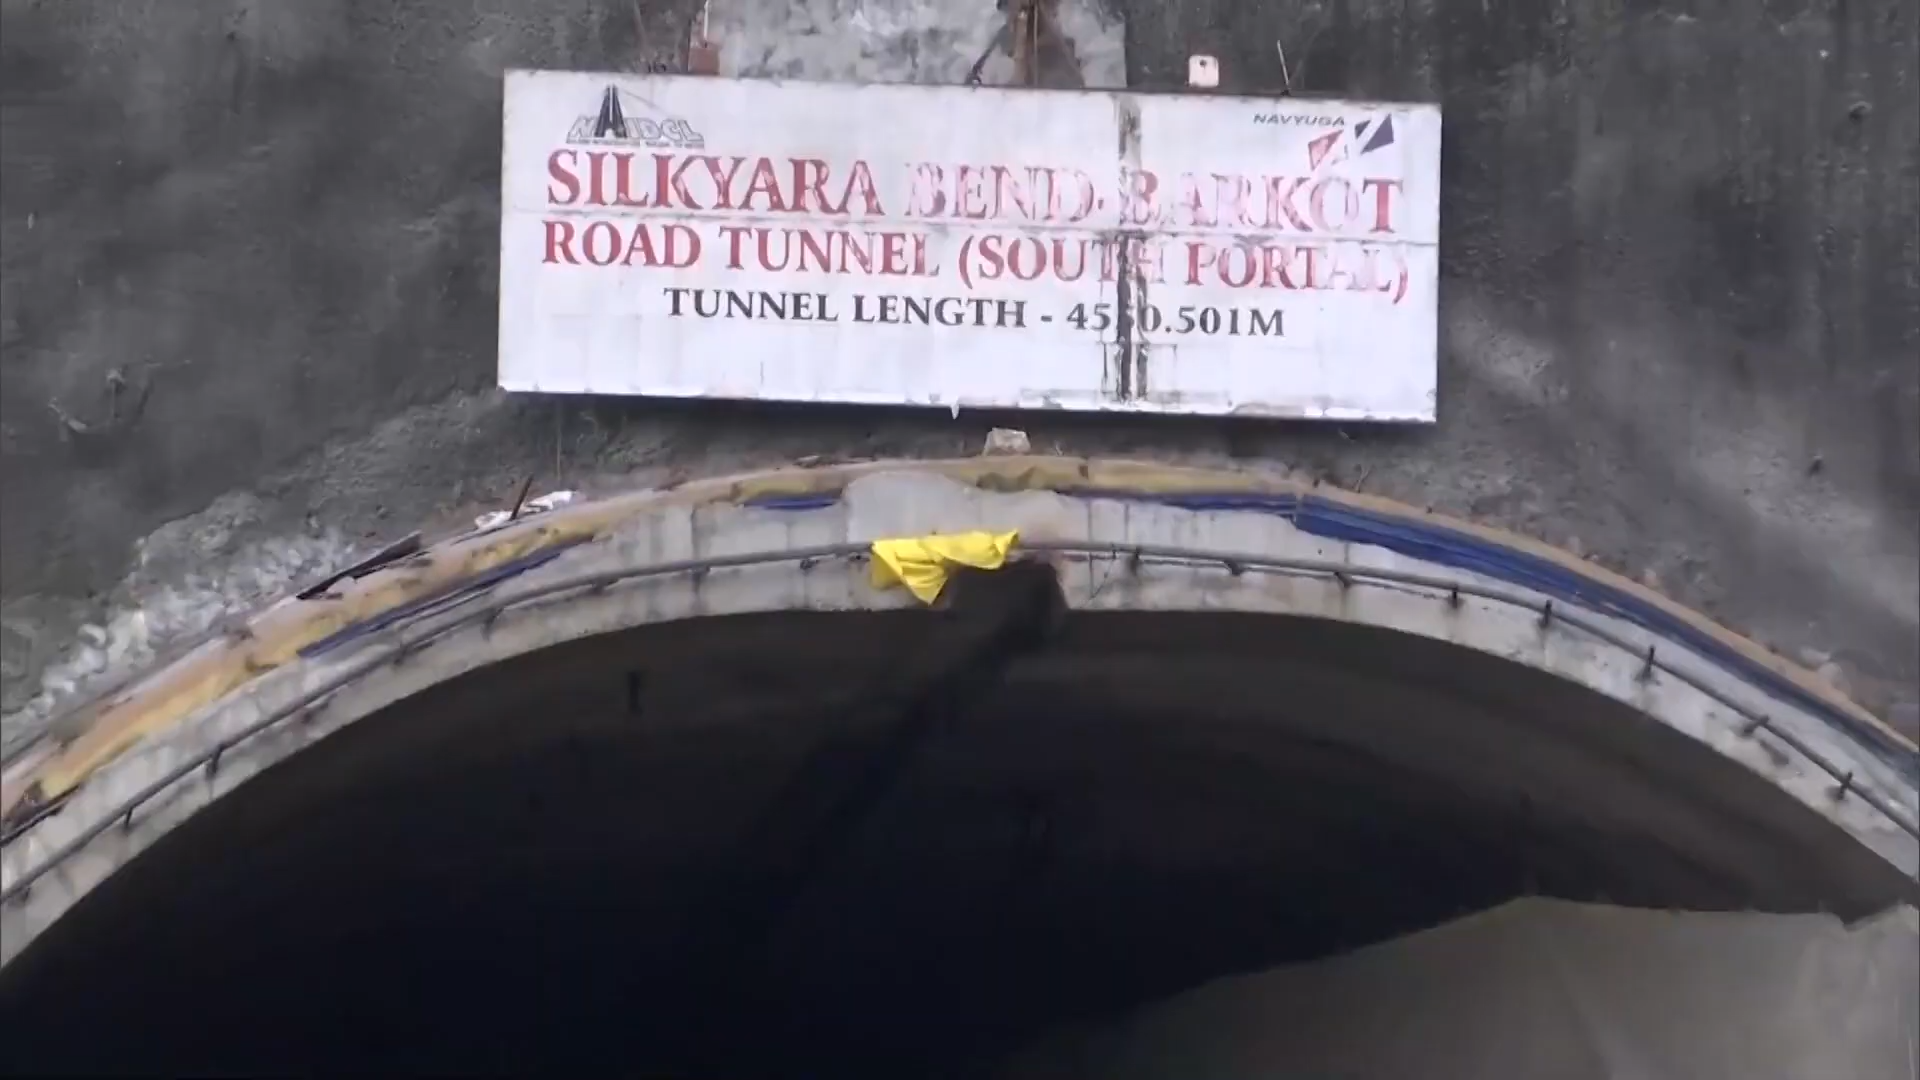 NHIDCL
NAVYUGA
SILKYARA BEND-BARKOT
ROAD TUNNEL (SOUTH PORTAL)
TUNNEL LENGTH -